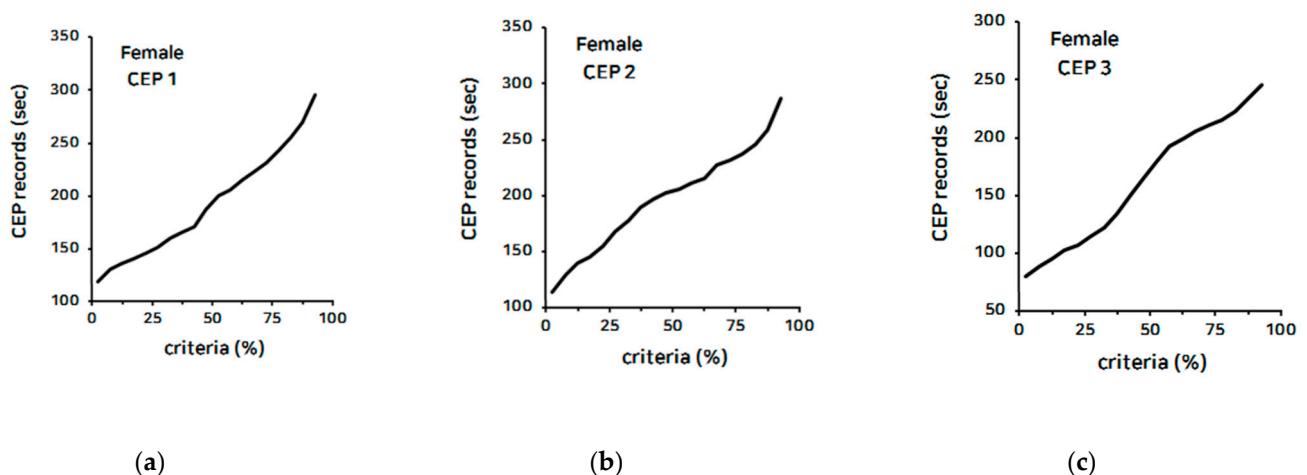 350
300
250
200
150
100
CEP records (sec)
Female
CEP 1
0 25 50 75 100
criteria (%)
(a)
350
300
250
200
150
100
CEP records (sec)
Female
CEP 2
0 25 50 75 100
criteria (%)
(b)
300
250
200
150
100
50
CEP records (sec)
Female
CEP 3
0 25 50 75 100
criteria (%)
(c)